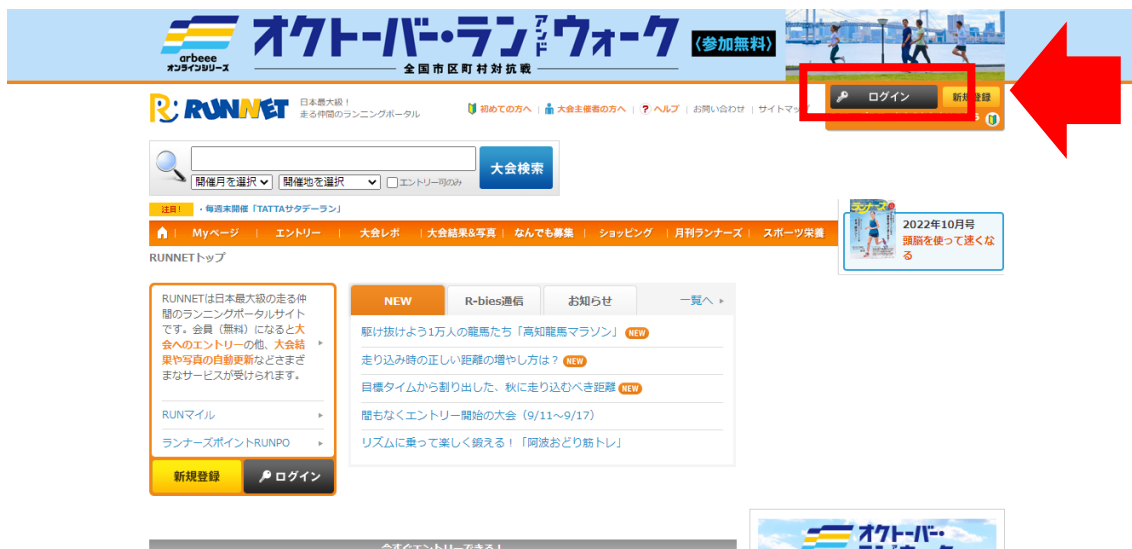 arbeee
オンラインシリーズ
オクトーバー・ランアンドウォーク
〈参加無料〉
全国市区町村対抗戦
RUNNET
日本最大級！
走る仲間のランニングポータル
初めての方へ | 大会主催者の方へ | ? ヘルプ | お問い合わせ | サイトマップ
ログイン
新規登録
大会検索
開催月を選択
開催地を選択
エントリー可のみ
注目！
・毎週末開催「TATTAサタデーラン」
Myページ | エントリー | 大会レポ | 大会結果&写真 | なんでも募集 | ショッピング | 月刊ランナーズ | スポーツ栄養
ランナーズ
2022年10月号
頭脳を使って速くな
る
RUNNETトップ
RUNNETは日本最大級の走る仲
間のランニングポータルサイト
です。会員（無料）になると大
会へのエントリーの他、大会結
果や写真の自動更新などさまざ
まなサービスが受けられます。
RUNマイル
ランナーズポイントRUNPO
新規登録
ログイン
NEW
R-bies通信
お知らせ
一覧へ
駆け抜けよう1万人の龍馬たち「高知龍馬マラソン」 NEW
走り込み時の正しい距離の増やし方は？ NEW
目標タイムから割り出した、秋に走り込むべき距離 NEW
間もなくエントリー開始の大会（9/11～9/17）
リズムに乗って楽しく鍛える！「阿波おどり筋トレ」
今すぐエントリーできる！
オクトーバー・